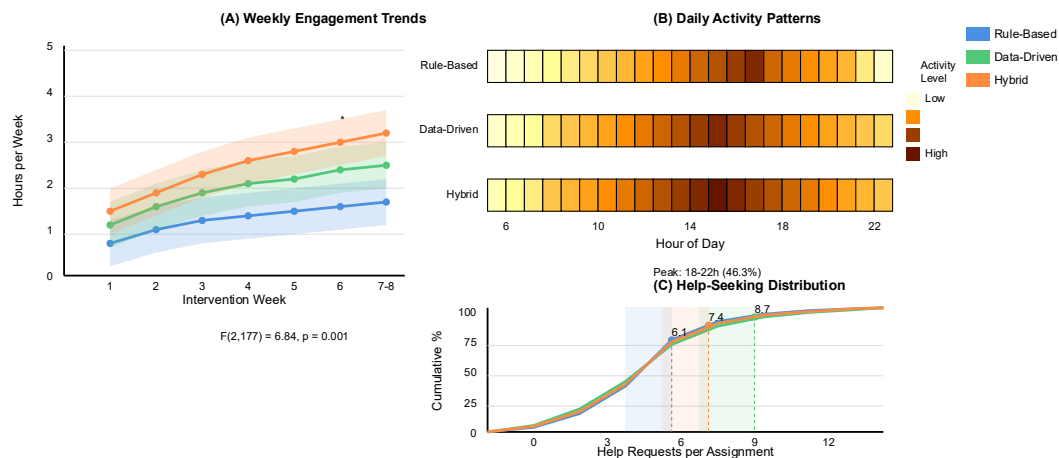 (A) Weekly Engagement Trends
5
4
3
2
1
0
Hours per Week
*
1 2 3 4 5 6 7-8
Intervention Week
F(2,177) = 6.84, p = 0.001
(B) Daily Activity Patterns
Rule-Based
Data-Driven
Hybrid
6 10 14 18 22
Hour of Day
Peak: 18-22h (46.3%)
Rule-Based
Data-Driven
Hybrid
Activity
Level
Low
High
(C) Help-Seeking Distribution
100
75
50
25
0
Cumulative %
6.1 7.4 8.7
0 3 6 9 12
Help Requests per Assignment